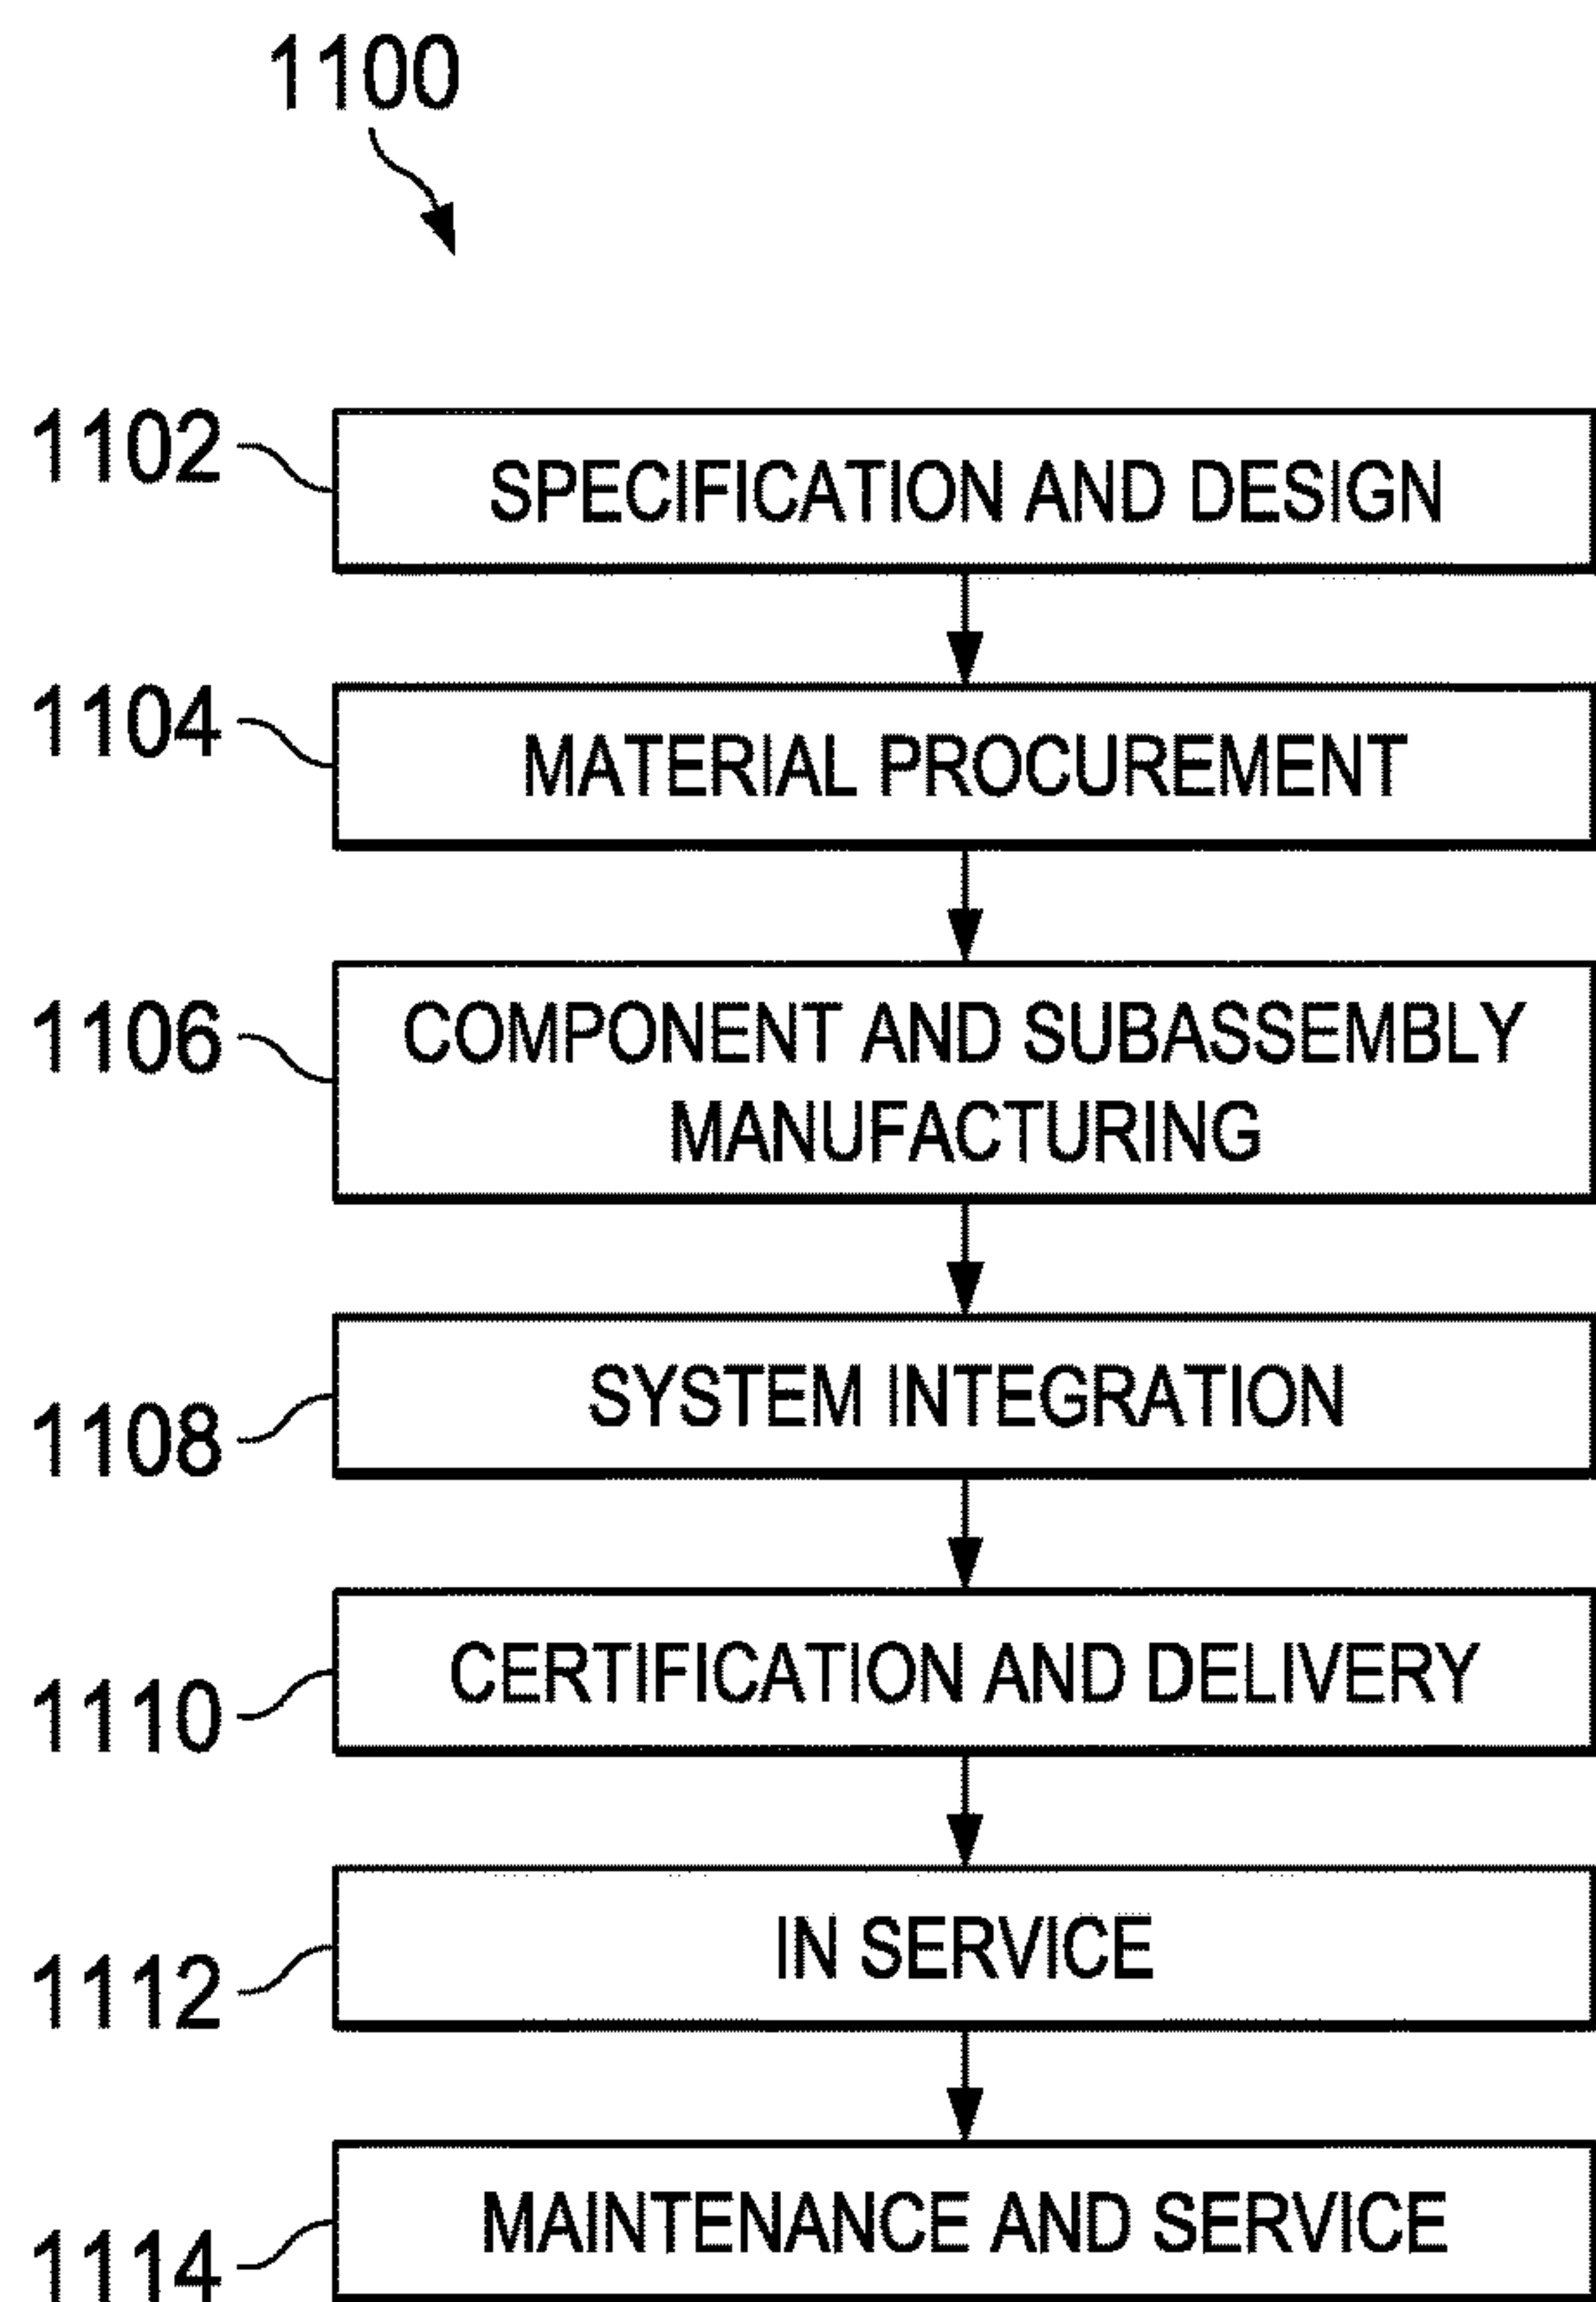 1100
1102
SPECIFICATION AND DESIGN
1104
MATERIAL PROCUREMENT
1106
COMPONENT AND SUBASSEMBLY
MANUFACTURING
1108
SYSTEM INTEGRATION
1110
CERTIFICATION AND DELIVERY
1112
IN SERVICE
1114
MAINTENANCE AND SERVICE